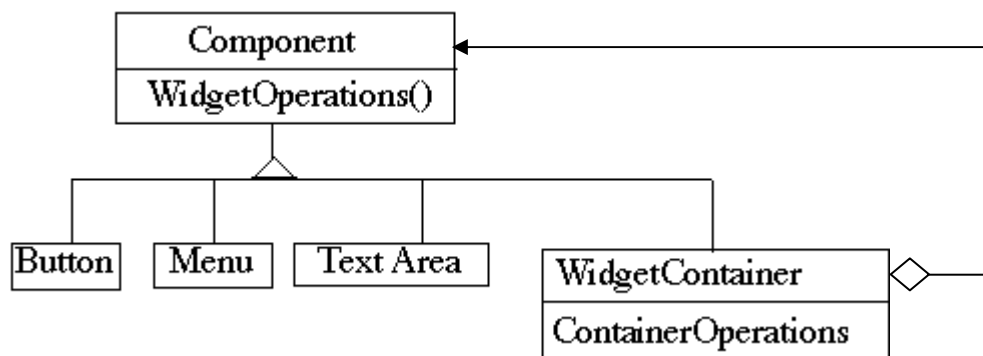 Component
WidgetOperations()
Button
Menu
Text Area
WidgetContainer
ContainerOperations